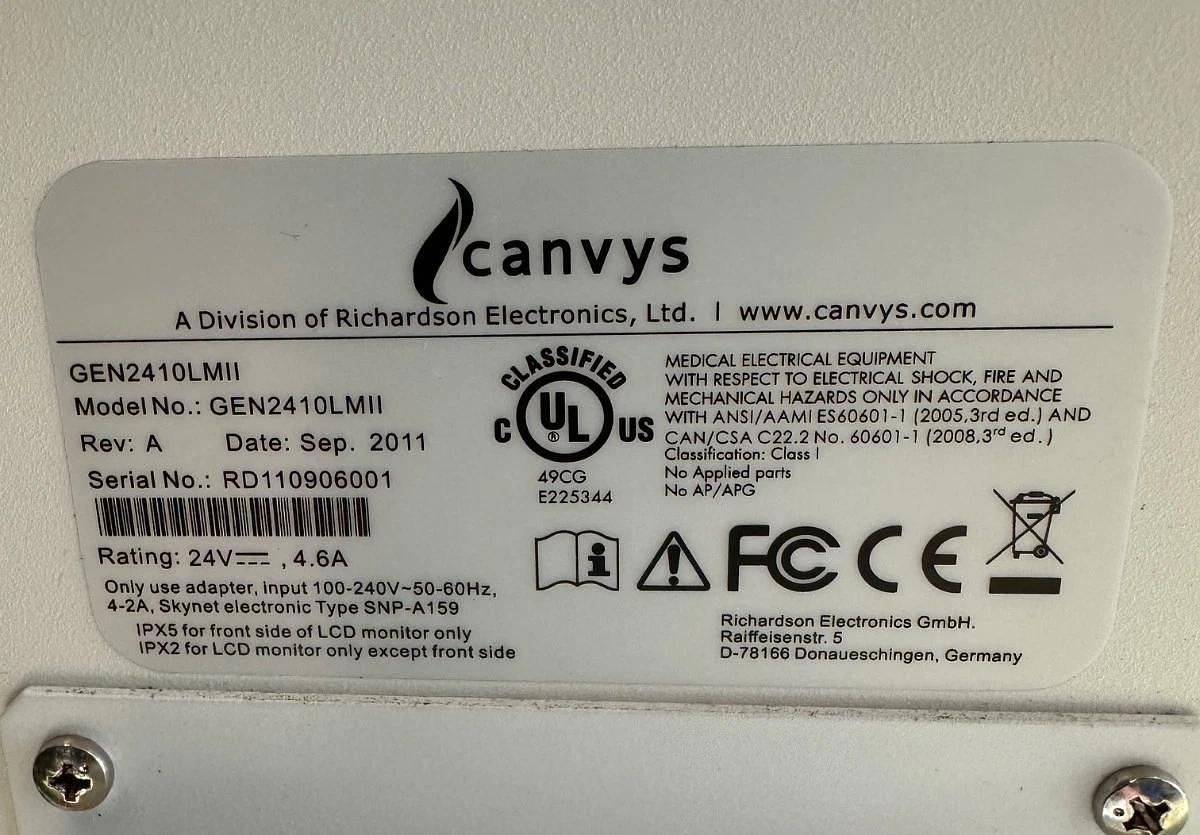 canvys
A Division of Richardson Electronics, Ltd. | www.canvys.com
GEN2410LMII
Model No.: GEN2410LMII
Rev: A Date: Sep. 2011
Serial No.: RD110906001
Rating: 24V⎓, 4.6A
Only use adapter, input 100-240V~50-60Hz,
4-2A, Skynet electronic Type SNP-A159
IPX5 for front side of LCD monitor only
IPX2 for LCD monitor only except front side
CLASSIFIED
C UL® US
49CG
E225344
MEDICAL ELECTRICAL EQUIPMENT
WITH RESPECT TO ELECTRICAL SHOCK, FIRE AND
MECHANICAL HAZARDS ONLY IN ACCORDANCE
WITH ANSI/AAMI ES60601-1 (2005,3rd ed.) AND
CAN/CSA C22.2 No. 60601-1 (2008,3rd ed.)
Classification: Class I
No Applied parts
No AP/APG
FC CE
Richardson Electronics GmbH.
Raiffeisenstr. 5
D-78166 Donaueschingen, Germany